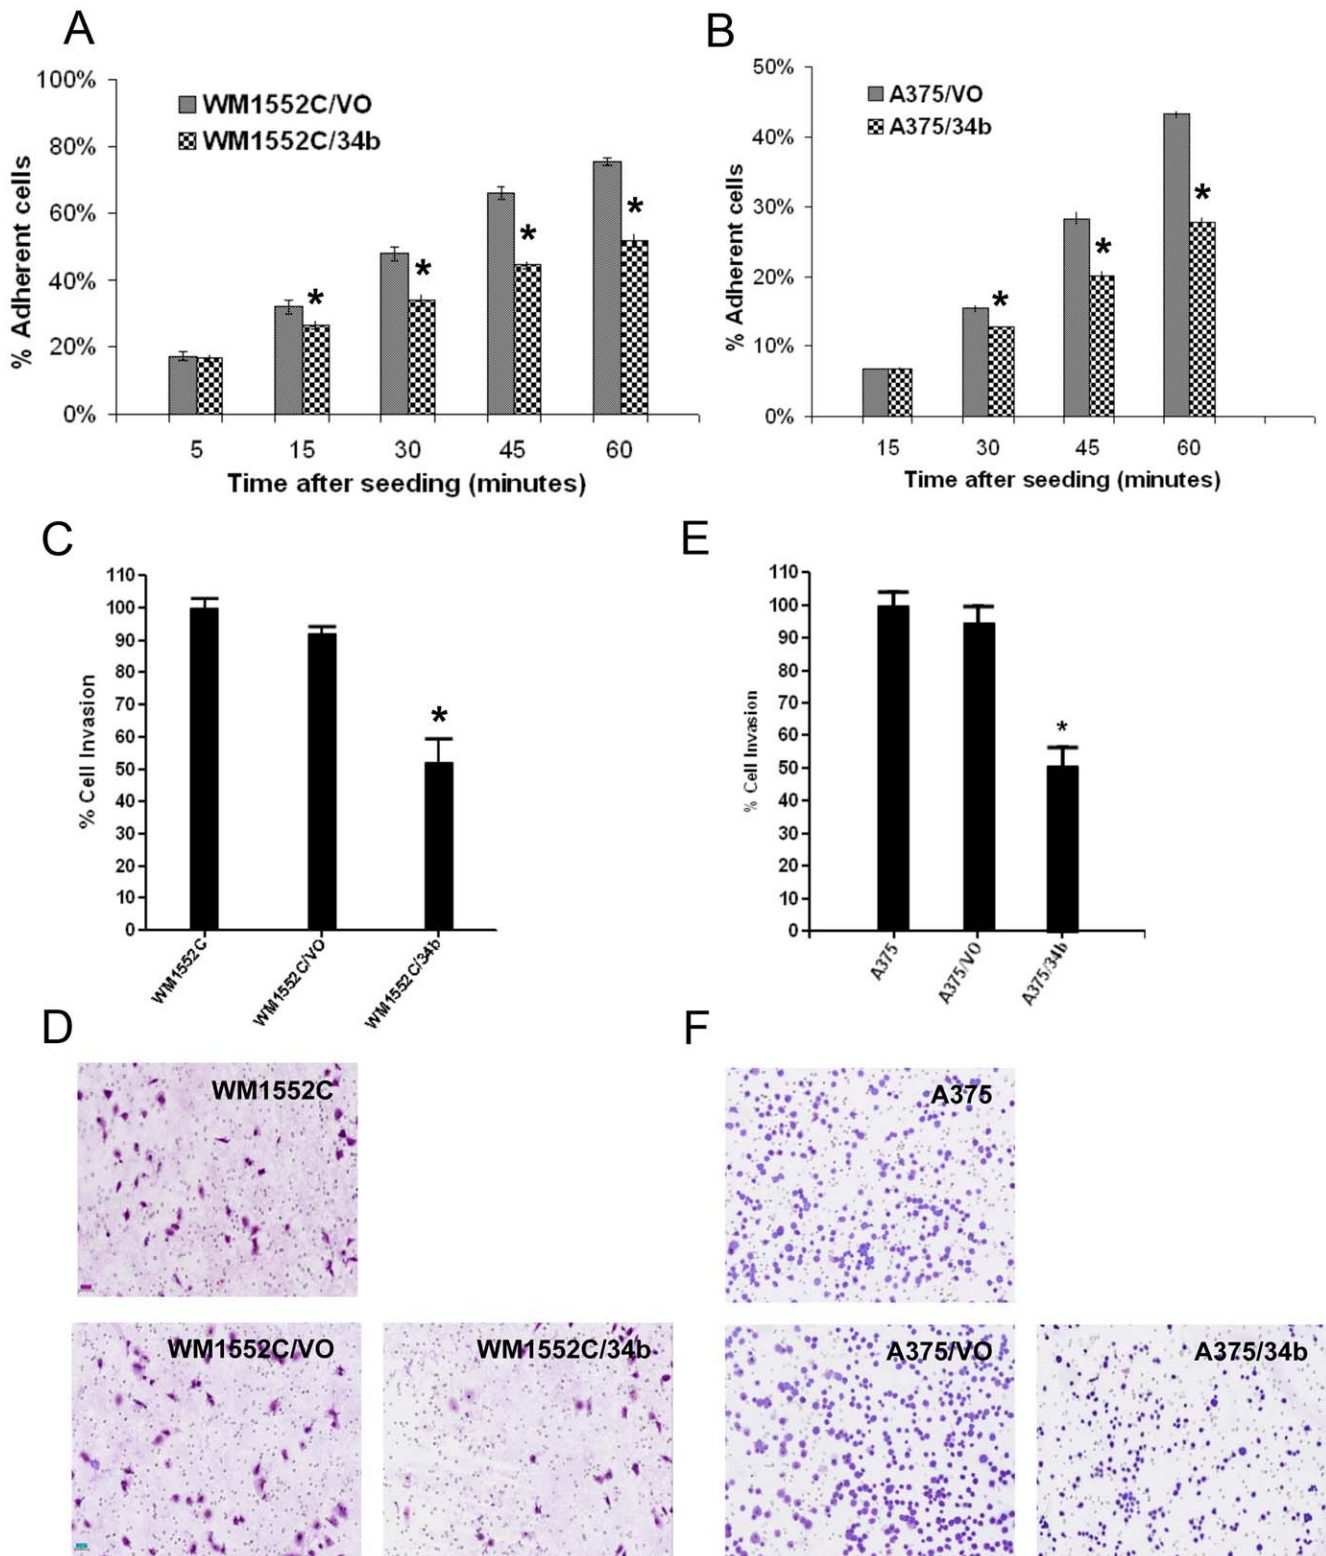 A
100%
80%
60%
40%
20%
0%
% Adherent cells
WM1552C/VO
WM1552C/34b
*
*
*
*
5 15 30 45 60
Time after seeding (minutes)
B
50%
40%
30%
20%
10%
0%
% Adherent cells
A375/VO
A375/34b
*
*
*
15 30 45 60
Time after seeding (minutes)
C
110
100
90
80
70
60
50
40
30
20
10
0
% Cell Invasion
*
WM1552C
WM1552C/VO
WM1552C/34b
E
110
100
90
80
70
60
50
40
30
20
10
0
% Cell Invasion
*
A375
A375/VO
A375/34b
D
WM1552C
WM1552C/VO
WM1552C/34b
F
A375
A375/VO
A375/34b